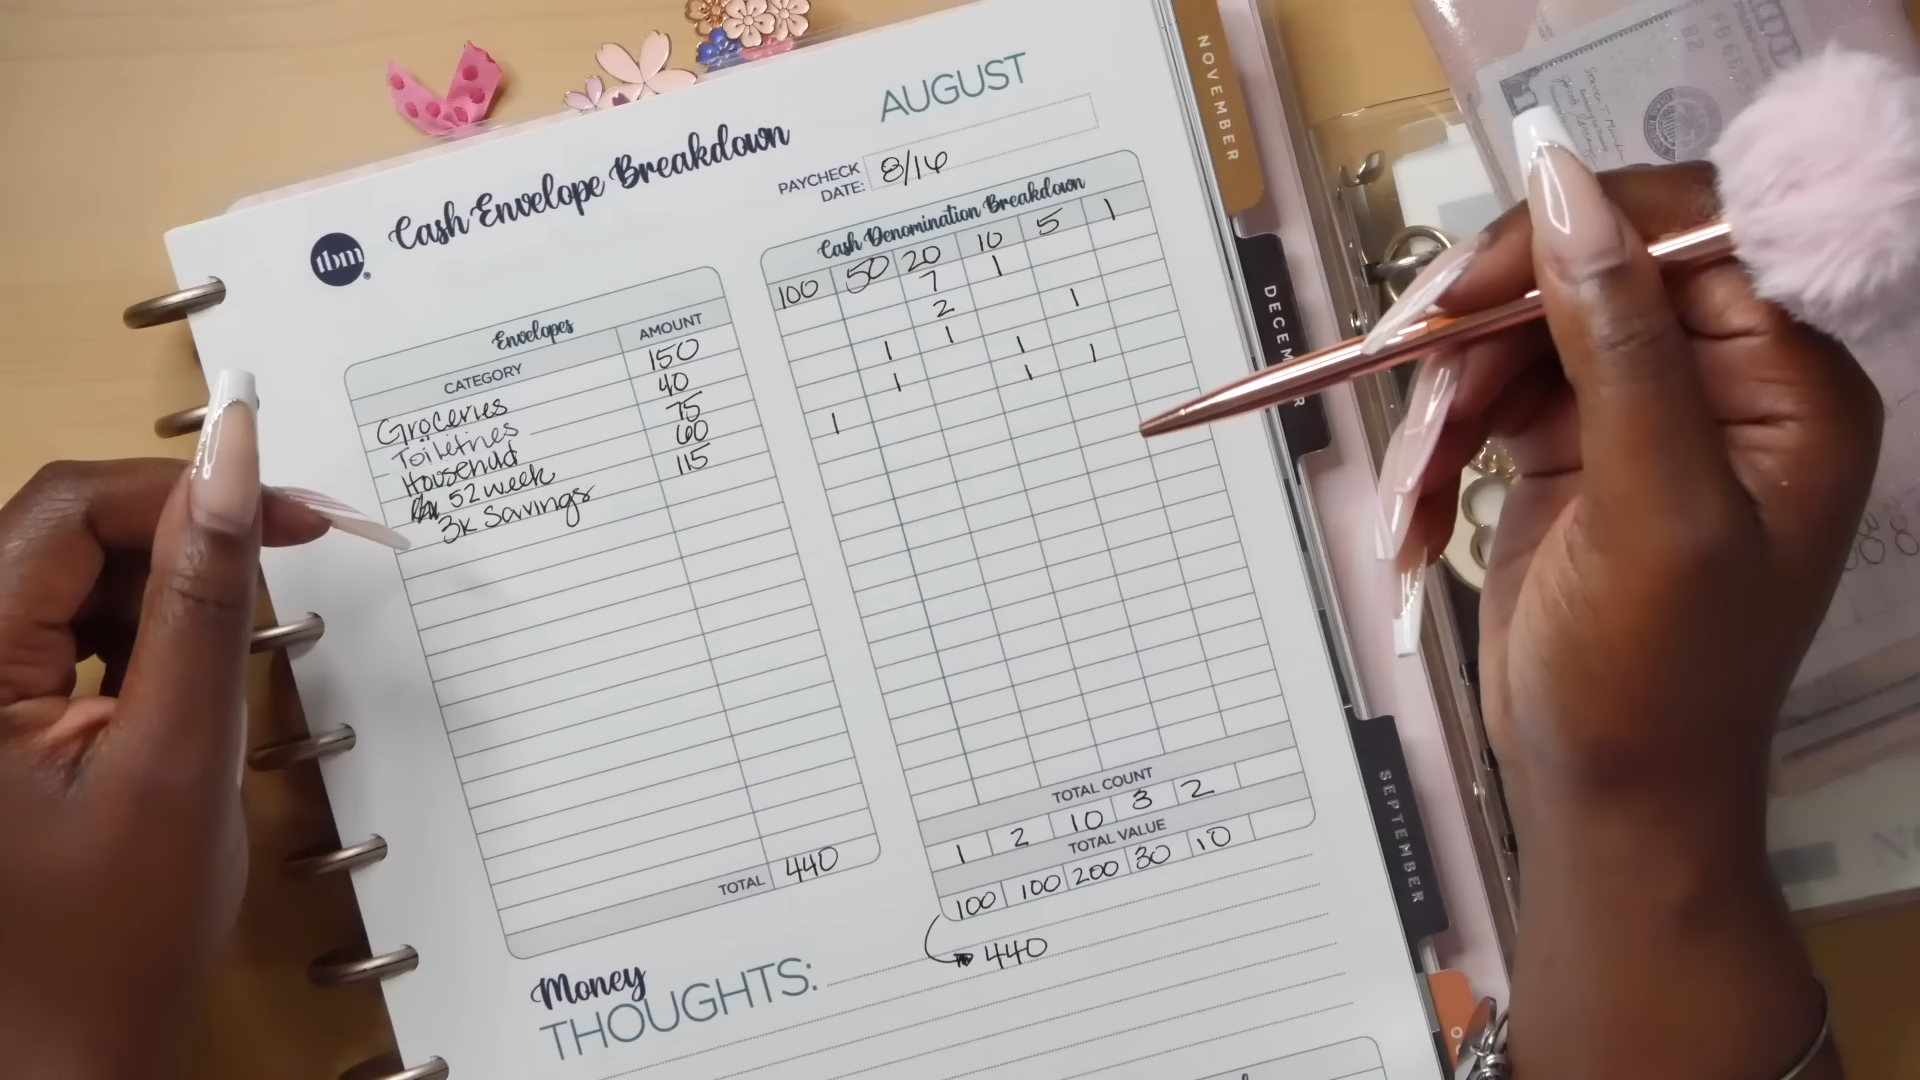 AUGUST
Cash Envelope Breakdown
tbm
PAYCHECK DATE: 8/16
Envelopes
CATEGORY AMOUNT
Groceries 150
Toiletries 40
Household 75
52 week 60
3k Savings 115
TOTAL 440
Cash Denomination Breakdown
100 50 20 10 5 1
7 1
2
1 1 1
1 1
1 1 1
TOTAL COUNT
1 2 10 3 2
TOTAL VALUE
100 100 200 30 10
440
Money
THOUGHTS:
NOVEMBER
SEPTEMBER